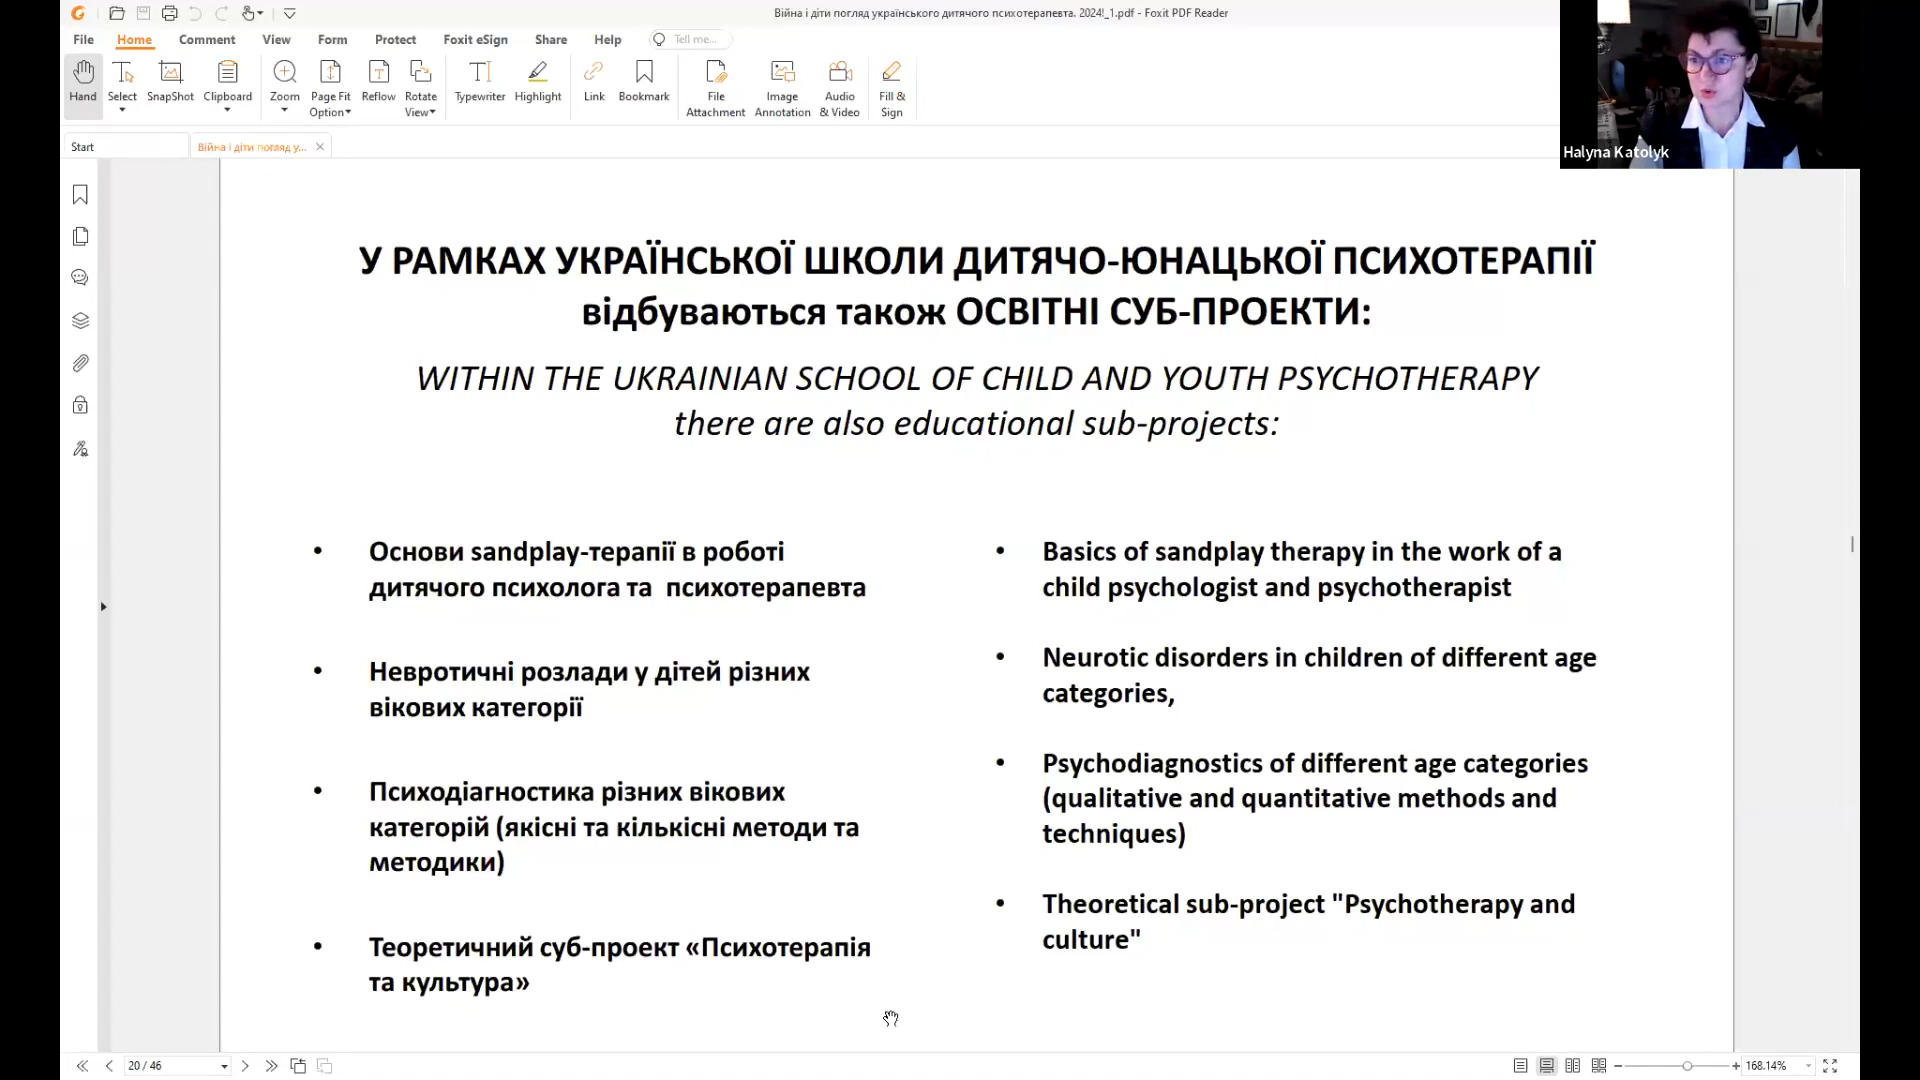 Війна і діти погляд українського дитячого психотерапевта. 2024!_1.pdf - Foxit PDF Reader
File Home Comment View Form Protect Foxit eSign Share Help Tell me...
Hand Select SnapShot Clipboard Zoom Page Fit Option Reflow Rotate View Typewriter Highlight Link Bookmark File Attachment Image Annotation Audio & Video Fill & Sign
Halyna Katolyk
Start Війна і діти погляд у...
У РАМКАХ УКРАЇНСЬКОЇ ШКОЛИ ДИТЯЧО-ЮНАЦЬКОЇ ПСИХОТЕРАПІЇ
відбуваються також ОСВІТНІ СУБ-ПРОЕКТИ:
WITHIN THE UKRAINIAN SCHOOL OF CHILD AND YOUTH PSYCHOTHERAPY
there are also educational sub-projects:
• Основи sandplay-терапії в роботі
дитячого психолога та психотерапевта
• Невротичні розлади у дітей різних
вікових категорії
• Психодіагностика різних вікових
категорій (якісні та кількісні методи та
методики)
• Теоретичний суб-проект «Психотерапія
та культура»
• Basics of sandplay therapy in the work of a
child psychologist and psychotherapist
• Neurotic disorders in children of different age
categories,
• Psychodiagnostics of different age categories
(qualitative and quantitative methods and
techniques)
• Theoretical sub-project "Psychotherapy and
culture"
20 / 46
168.14%